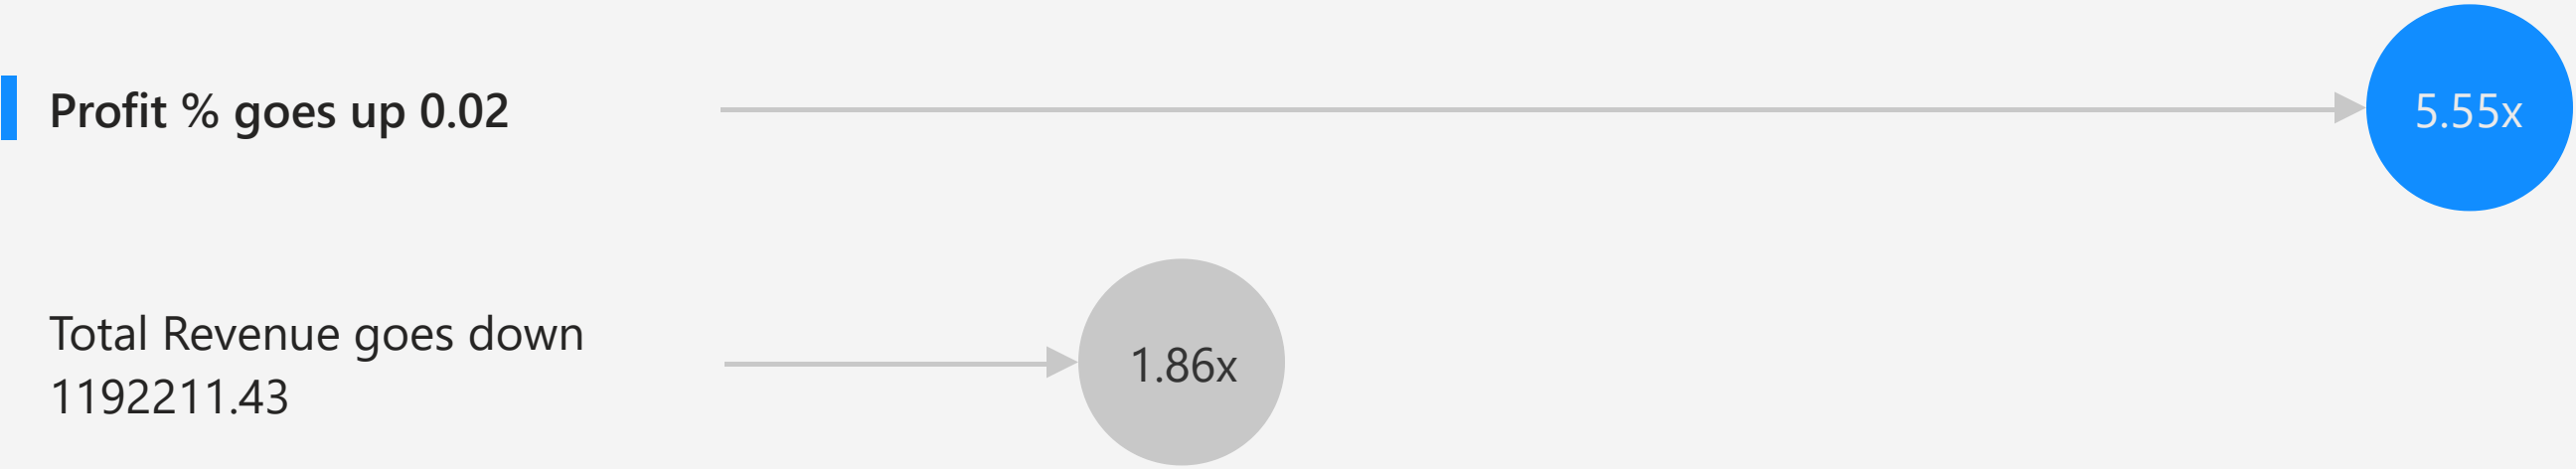 Profit % goes up 0.02
5.55x
Total Revenue goes down
1192211.43
1.86x